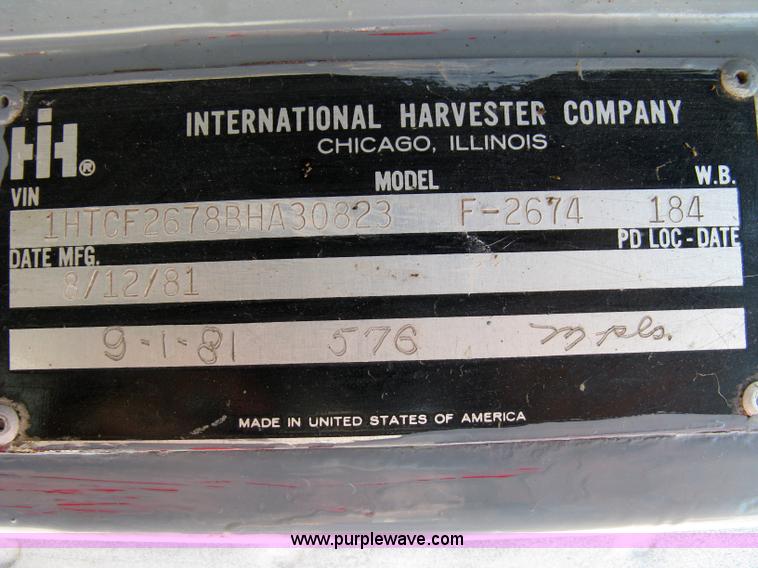 INTERNATIONAL HARVESTER COMPANY
CHICAGO, ILLINOIS
IH®
VIN MODEL W.B.
1HTCF2678BHA30823 F-2674 184
DATE MFG. PD LOC-DATE
8/12/81
9-1-81 576
MADE IN UNITED STATES OF AMERICA
www.purplewave.com